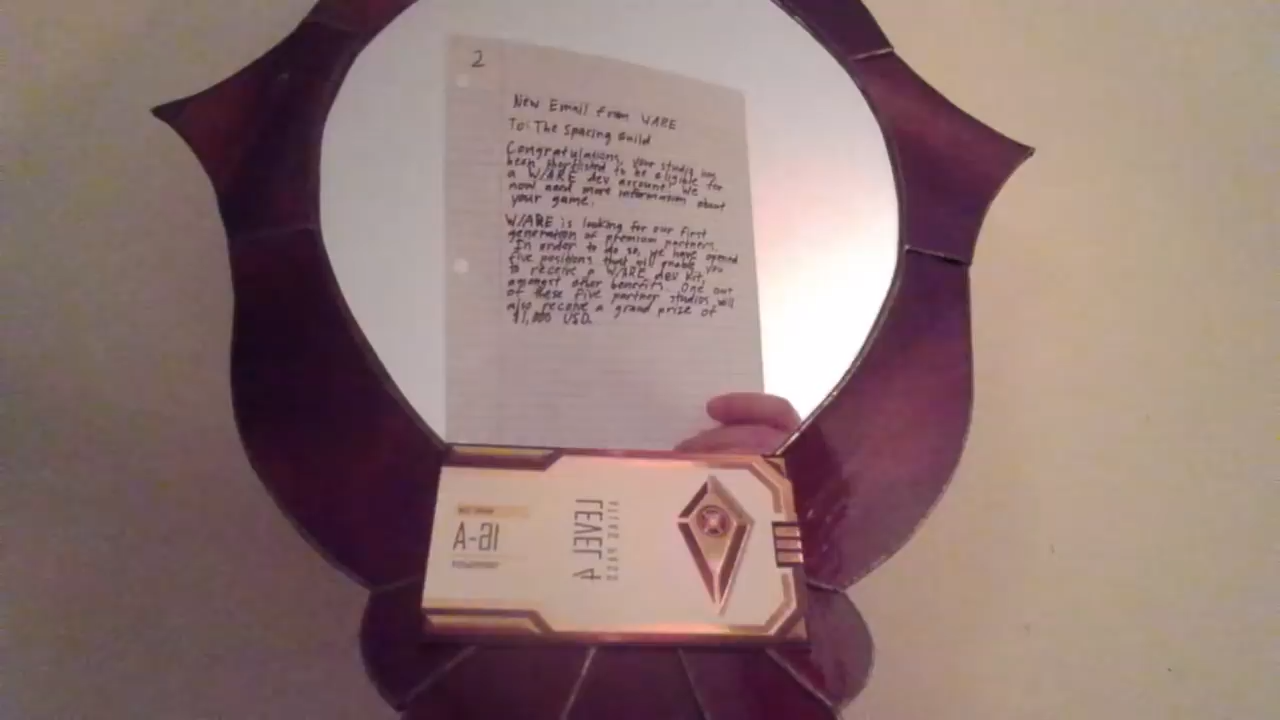 2
New Email from WARE
To: The Spacing Guild
Congratulations, your studio has
been shortlisted to be eligible for
a W/ARE dev account! We
now need more information about
your game.
W/ARE is looking for our first
generation of premium partners.
In order to do so, we have opened
five positions that will enable you
to receive a W/ARE dev kit,
amongst other benefits. One out
of these five partner studios will
also receive a grand prize of
$1,000 USD.
LEVEL 4